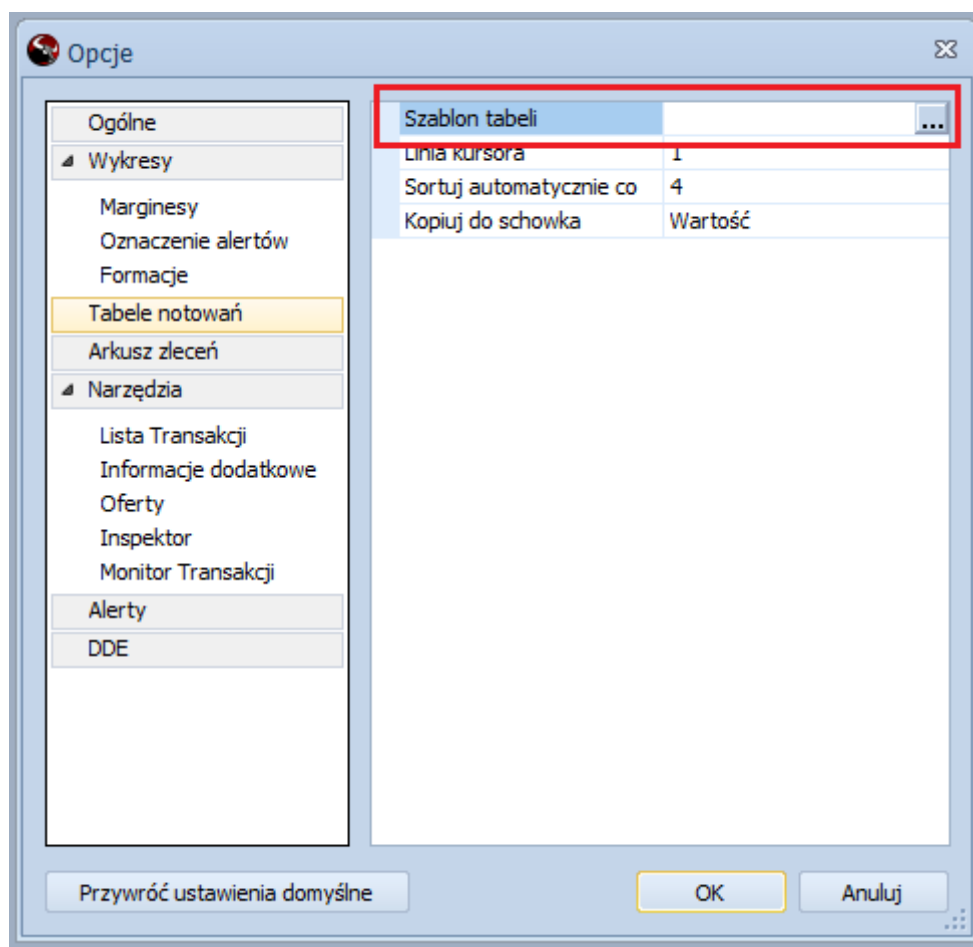 Opcje
Ogólne
Wykresy
Marginesy
Oznaczenie alertów
Formacje
Tabele notowań
Arkusz zleceń
Narzędzia
Lista Transakcji
Informacje dodatkowe
Oferty
Inspektor
Monitor Transakcji
Alerty
DDE
Szablon tabeli ...
Linia kursora 1
Sortuj automatycznie co 4
Kopiuj do schowka Wartość
Przywróć ustawienia domyślne
OK
Anuluj